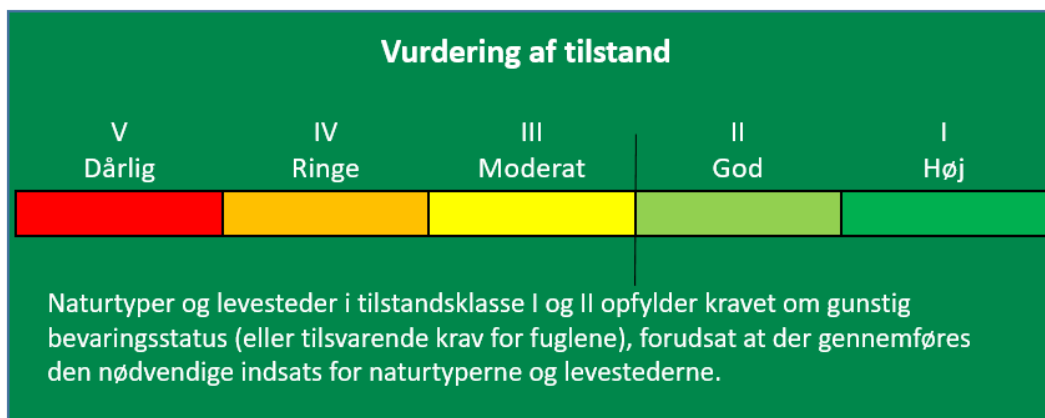 Vurdering af tilstand
V IV III II I
Dårlig Ringe Moderat God Høj
Naturtyper og levesteder i tilstandsklasse I og II opfylder kravet om gunstig
bevaringsstatus (eller tilsvarende krav for fuglene), forudsat at der gennemføres
den nødvendige indsats for naturtyperne og levestederne.